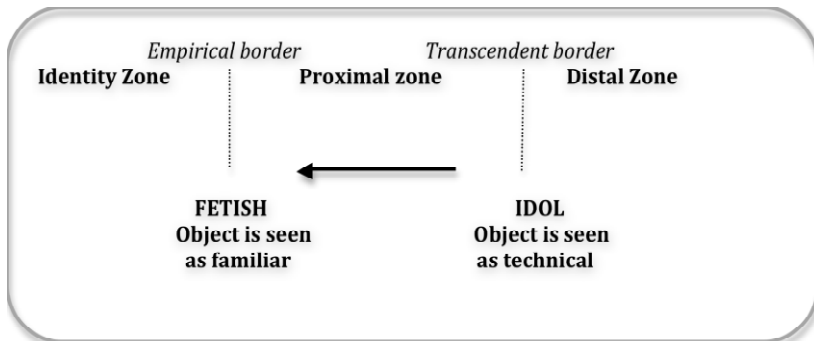 Empirical border Transcendent border
Identity Zone Proximal zone Distal Zone
FETISH IDOL
Object is seen Object is seen
as familiar as technical